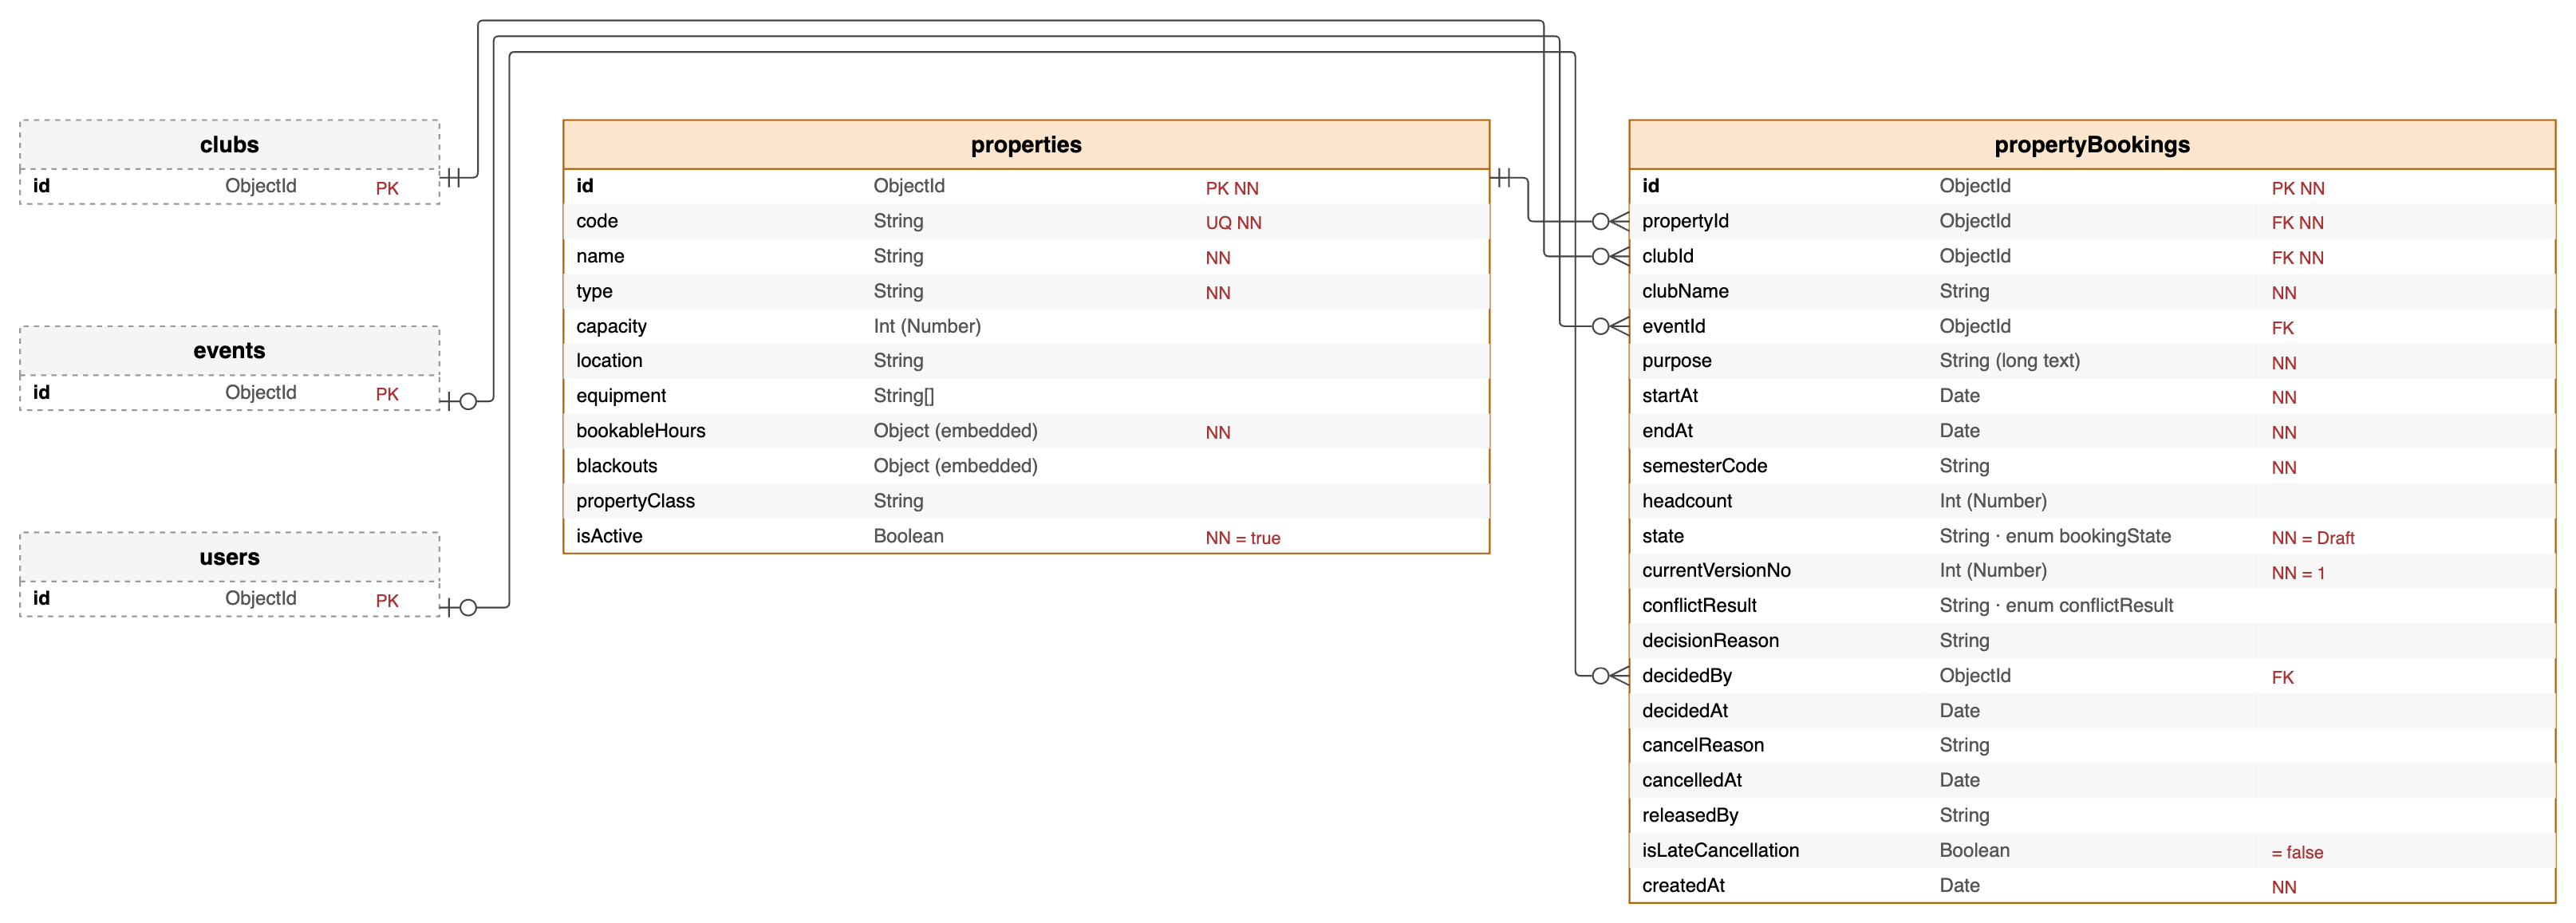 clubs
id ObjectId PK
events
id ObjectId PK
users
id ObjectId PK
properties
id ObjectId PK NN
code String UQ NN
name String NN
type String NN
capacity Int (Number)
location String
equipment String[]
bookableHours Object (embedded) NN
blackouts Object (embedded)
propertyClass String
isActive Boolean NN = true
propertyBookings
id ObjectId PK NN
propertyId ObjectId FK NN
clubId ObjectId FK NN
clubName String NN
eventId ObjectId FK
purpose String (long text) NN
startAt Date NN
endAt Date NN
semesterCode String NN
headcount Int (Number)
state String · enum bookingState NN = Draft
currentVersionNo Int (Number) NN = 1
conflictResult String · enum conflictResult
decisionReason String
decidedBy ObjectId FK
decidedAt Date
cancelReason String
cancelledAt Date
releasedBy String
isLateCancellation Boolean = false
createdAt Date NN